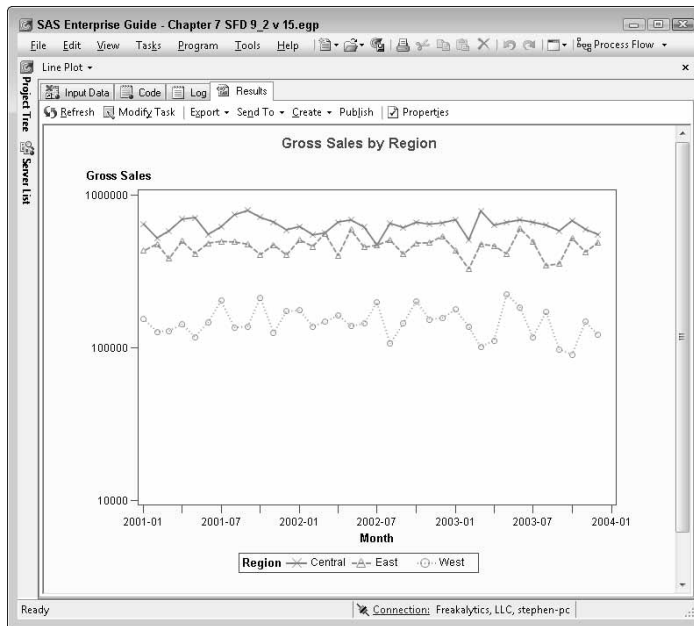 SAS Enterprise Guide - Chapter 7 SFD 9_2 v 15.egp
File Edit View Tasks Program Tools Help Process Flow
Line Plot
Input Data Code Log Results
Refresh Modify Task Export Send To Create Publish Properties
Project Tree
Server List
Gross Sales by Region
Gross Sales
1000000
100000
10000
2001-01 2001-07 2002-01 2002-07 2003-01 2003-07 2004-01
Month
Region Central East West
Ready Connection: Freakalytics, LLC, stephen-pc